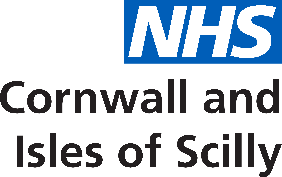 NHS
Cornwall and
Isles of Scilly